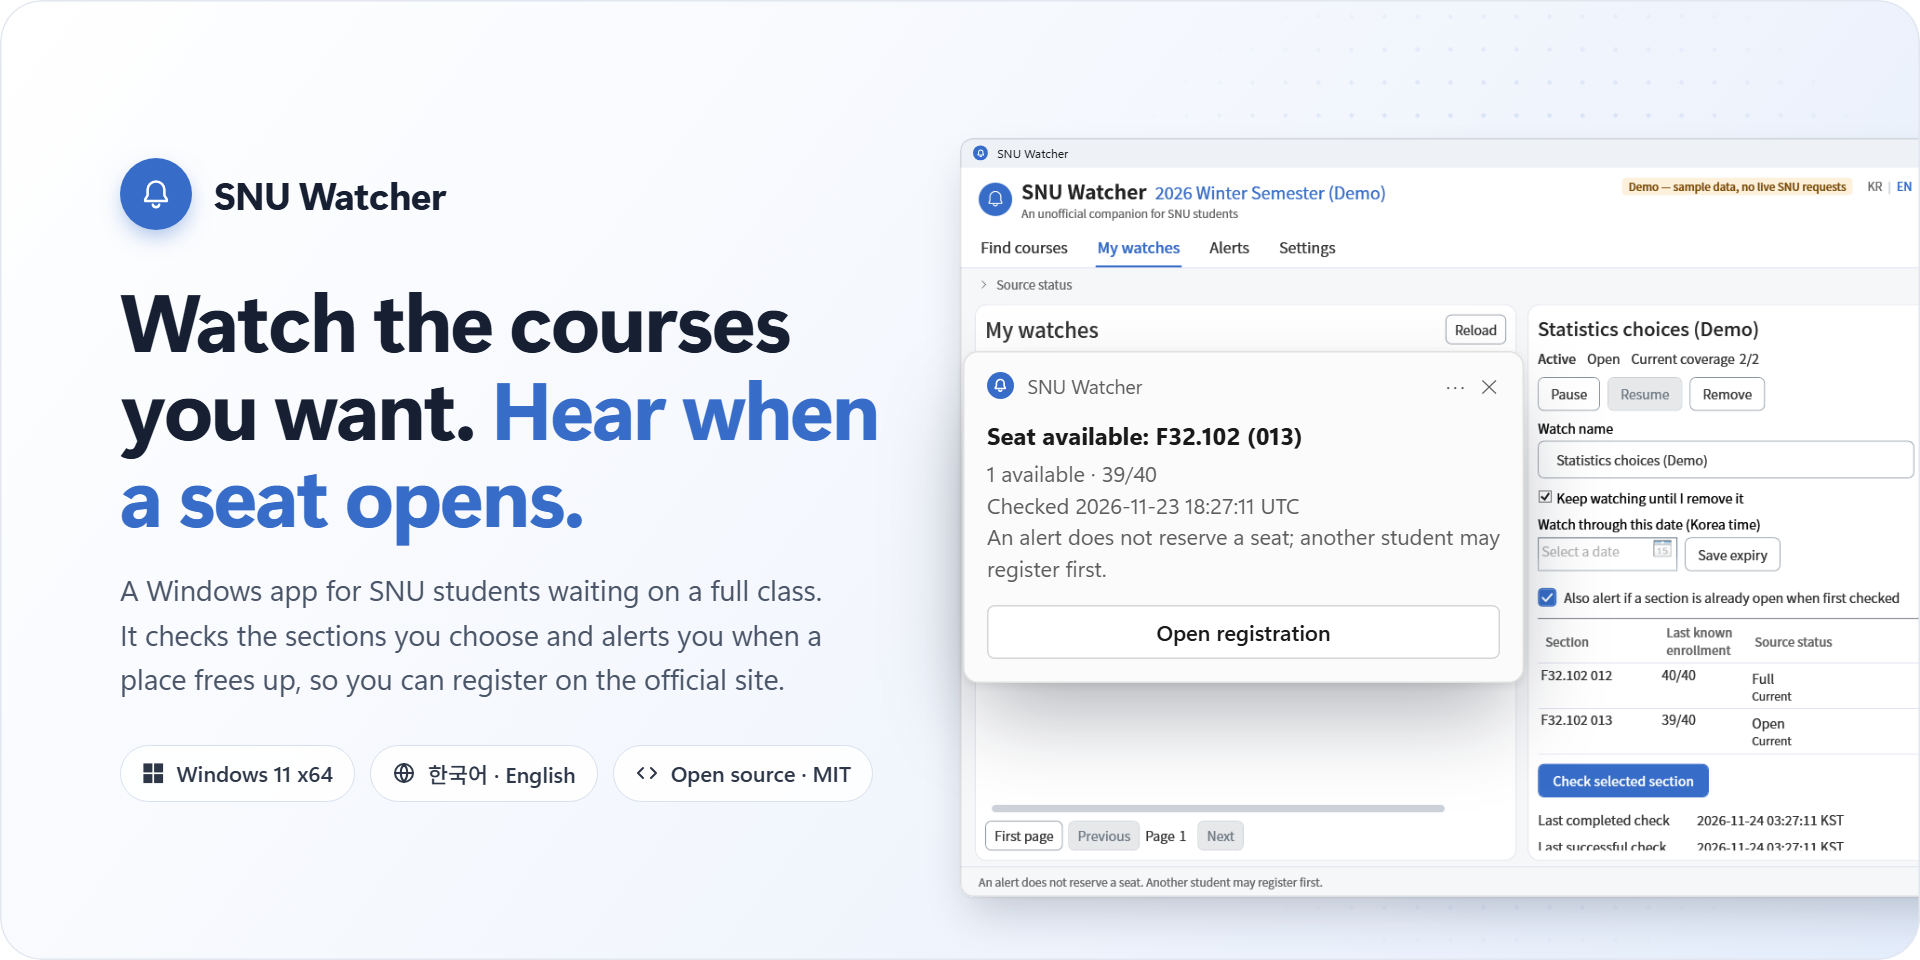 SNU Watcher
Watch the courses
you want. Hear when
a seat opens.
A Windows app for SNU students waiting on a full class.
It checks the sections you choose and alerts you when a
place frees up, so you can register on the official site.
Windows 11 x64
한국어 · English
Open source · MIT
SNU Watcher
SNU Watcher 2026 Winter Semester (Demo)
An unofficial companion for SNU students
Demo — sample data, no live SNU requests
KR | EN
Find courses
My watches
Alerts
Settings
Source status
My watches
Reload
SNU Watcher
Seat available: F32.102 (013)
1 available · 39/40
Checked 2026-11-23 18:27:11 UTC
An alert does not reserve a seat; another student may
register first.
Open registration
First page
Previous
Page 1
Next
Statistics choices (Demo)
Active Open Current coverage 2/2
Pause
Resume
Remove
Watch name
Statistics choices (Demo)
Keep watching until I remove it
Watch through this date (Korea time)
Select a date
15
Save expiry
Also alert if a section is already open when first checked
Section
Last known
enrollment
Source status
F32.102 012
40/40
Full
Current
F32.102 013
39/40
Open
Current
Check selected section
Last completed check 2026-11-24 03:27:11 KST
Last successful check 2026-11-24 03:27:11 KST
An alert does not reserve a seat. Another student may register first.